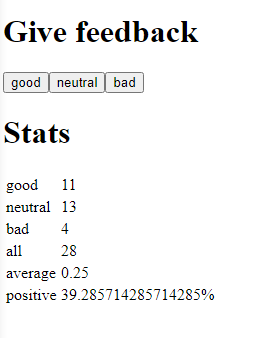 Give feedback
good neutral bad
Stats
good 11
neutral 13
bad 4
all 28
average 0.25
positive 39.285714285714285%